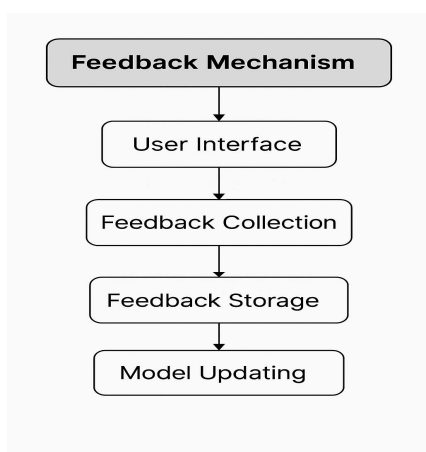 Feedback Mechanism
User Interface
Feedback Collection
Feedback Storage
Model Updating